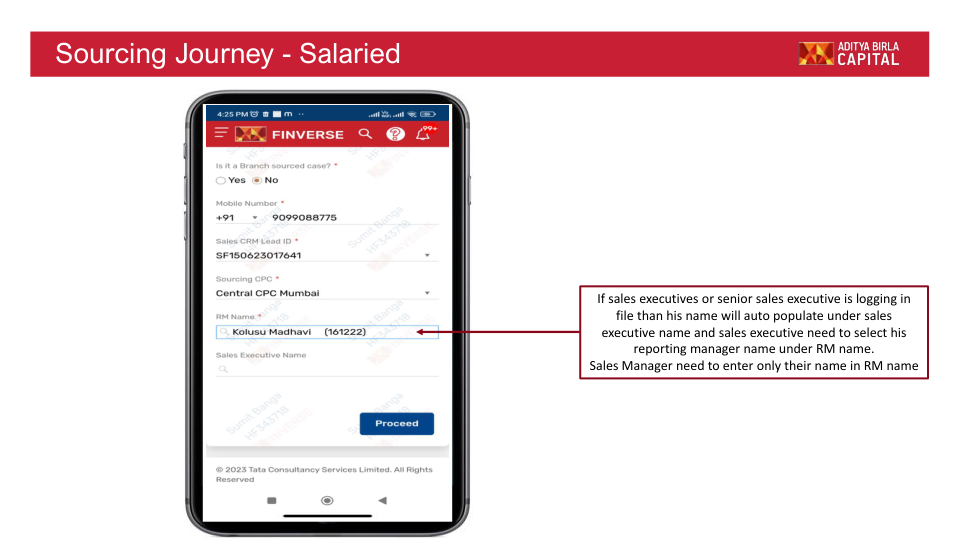 Sourcing Journey - Salaried
ADITYA BIRLA
CAPITAL
4:25 PM
FINVERSE
99+
Is it a Branch sourced case? *
Yes No
Mobile Number *
+91 9099088775
Sales CRM Lead ID *
SF150623017641
Sourcing CPC *
Central CPC Mumbai
RM Name *
Kolusu Madhavi (161222)
Sales Executive Name
Proceed
Sumit Banga
HF343718
FINVERSE
© 2023 Tata Consultancy Services Limited. All Rights
Reserved
If sales executives or senior sales executive is logging in
file than his name will auto populate under sales
executive name and sales executive need to select his
reporting manager name under RM name.
Sales Manager need to enter only their name in RM name